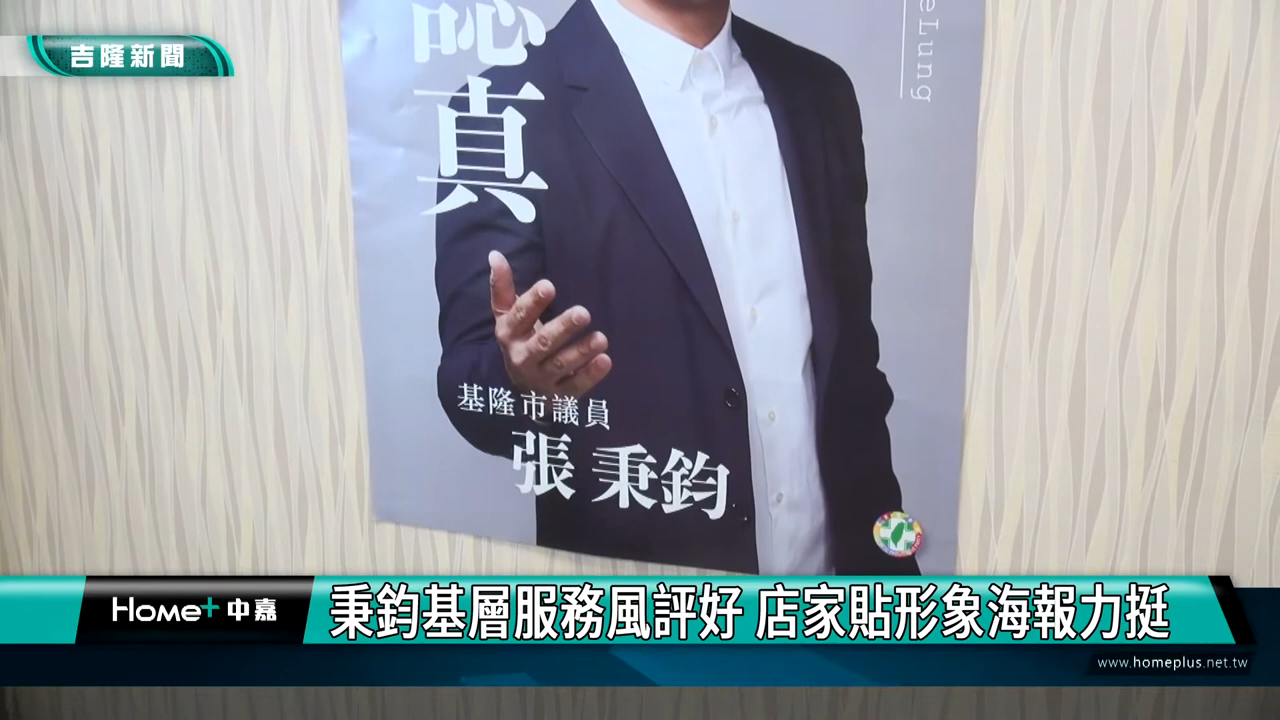 吉隆新聞
認真
eLung
基隆市議員
張秉鈞
Home+中嘉
秉鈞基層服務風評好 店家貼形象海報力挺
www.homeplus.net.tw